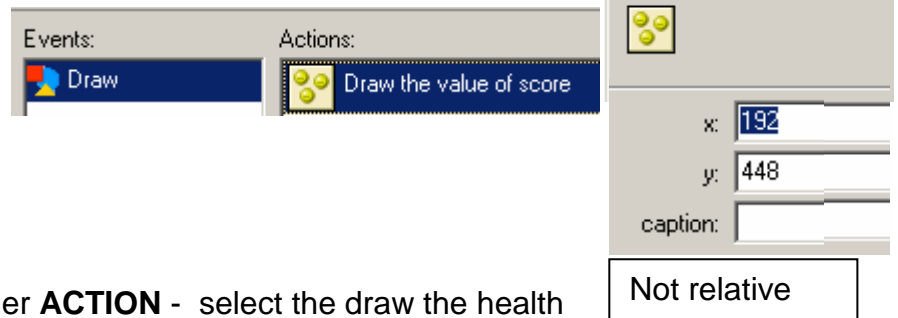 Events:
Actions:
Draw
Draw the value of score
x: 192
y: 448
caption:
Not relative
er ACTION - select the draw the health